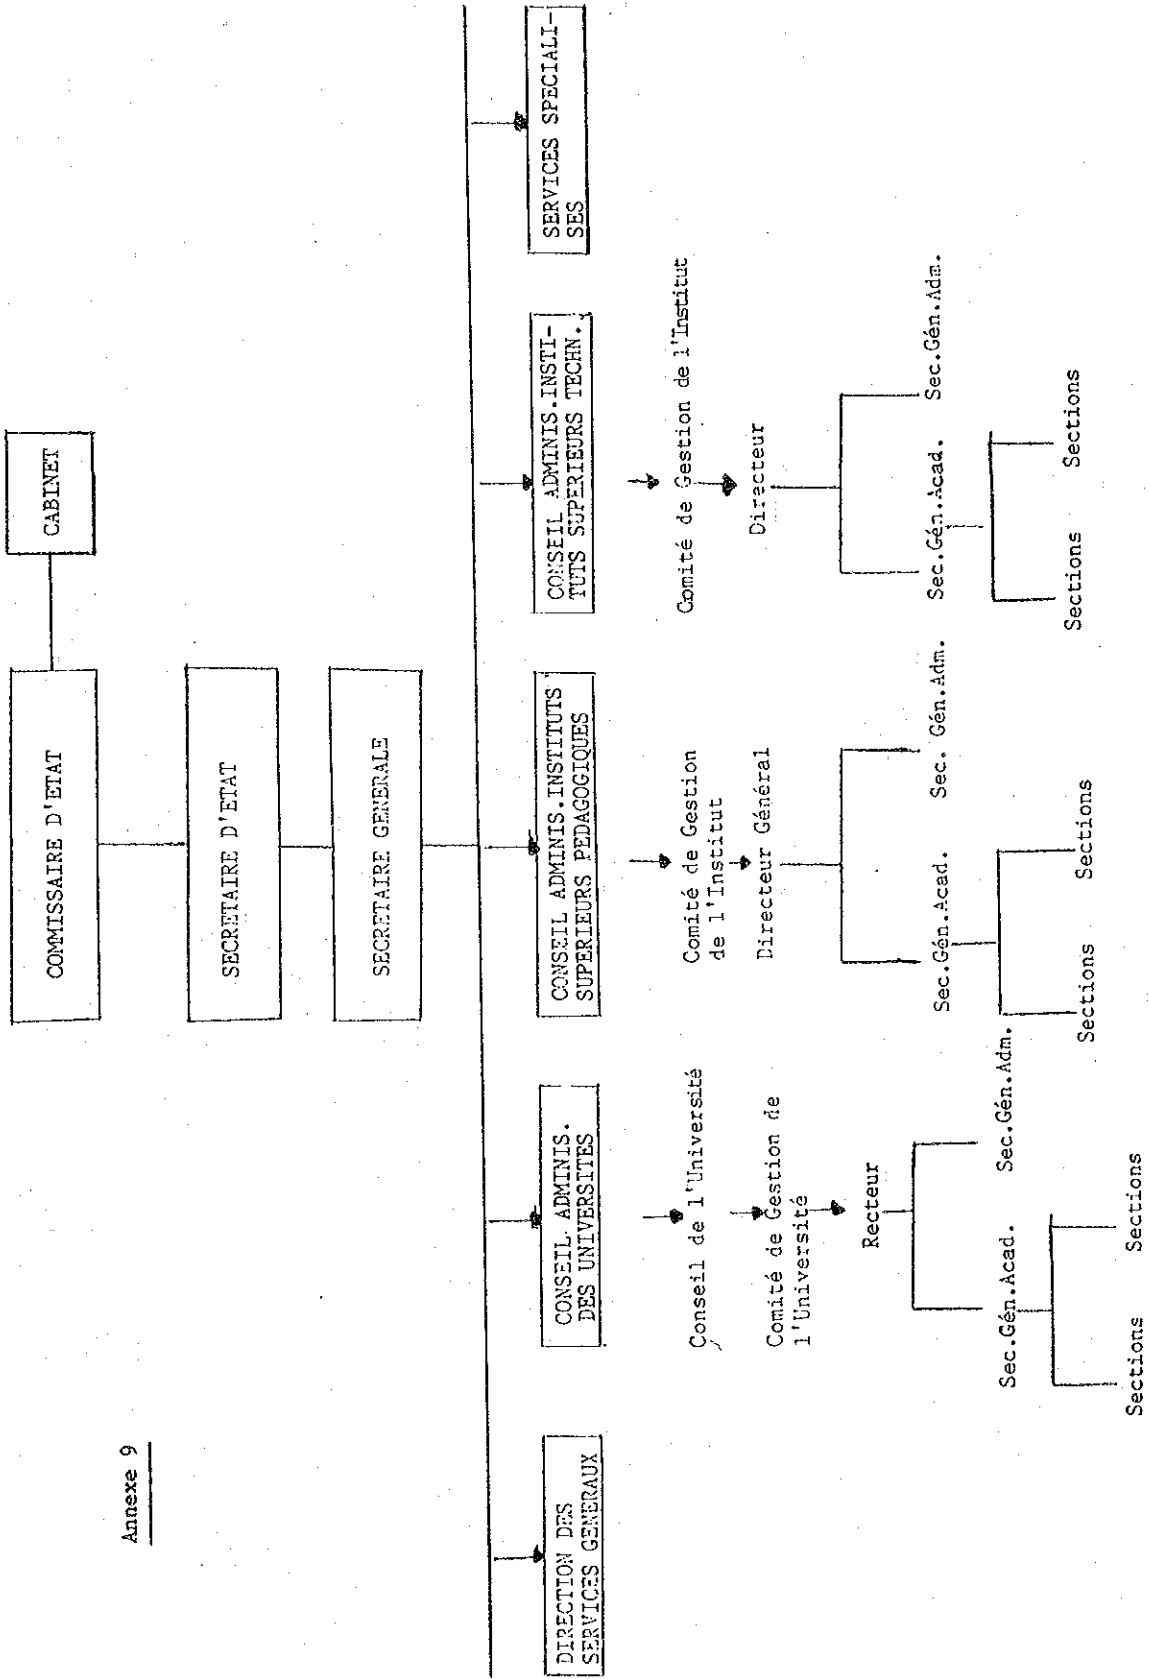 Annexe 9
COMMISSAIRE D'ETAT
CABINET
SECRETAIRE D'ETAT
SECRETAIRE GENERALE
DIRECTION DES
SERVICES GENERAUX
CONSEIL ADMINIS.
DES UNIVERSITES
CONSEIL ADMINIS.INSTITUTS
SUPERIEURS PEDAGOGIQUES
CONSEIL ADMINIS.INSTI-
TUTS SUPERIEURS TECHN.
SERVICES SPECIALI-
SES
Conseil de l'Université
Comité de Gestion de
l'Université
Recteur
Sec.Gén.Acad.
Sec.Gén.Adm.
Sections
Sections
Comité de Gestion
de l'Institut
Directeur Général
Sec.Gén.Acad.
Sec. Gén.Adm.
Sections
Sections
Comité de Gestion de l'Institut
Directeur
Sec.Gén.Acad.
Sec.Gén.Adm.
Sections
Sections